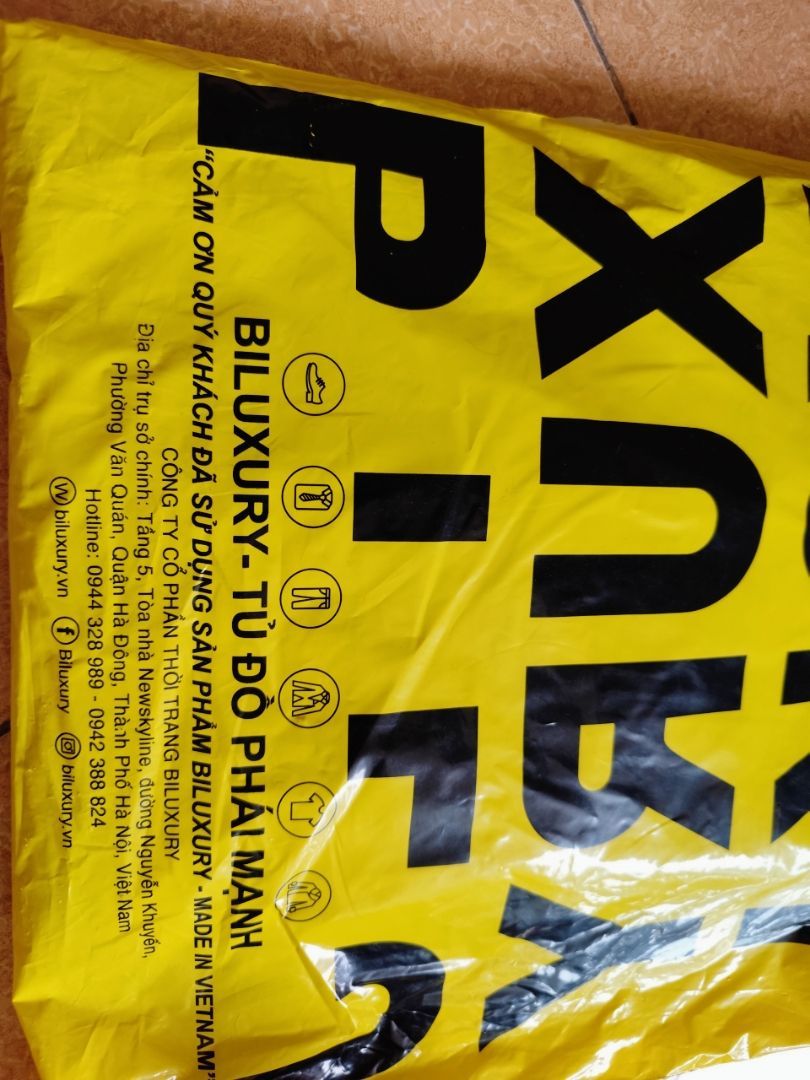 XURY
BILUXURY- TỦ ĐỒ PHÁI MẠNH
“CẢM ƠN QUÝ KHÁCH ĐÃ SỬ DỤNG SẢN PHẨM BILUXURY - MADE IN VIETNAM”
CÔNG TY CỔ PHẦN THỜI TRANG BILUXURY
Địa chỉ trụ sở chính: Tầng 5, Tòa nhà Newskyline, đường Nguyễn Khuyến,
Phường Văn Quán, Quận Hà Đông, Thành Phố Hà Nội, Việt Nam
Hotline: 0944 328 989 - 0942 388 824
biluxury.vn Biluxury biluxury.vn